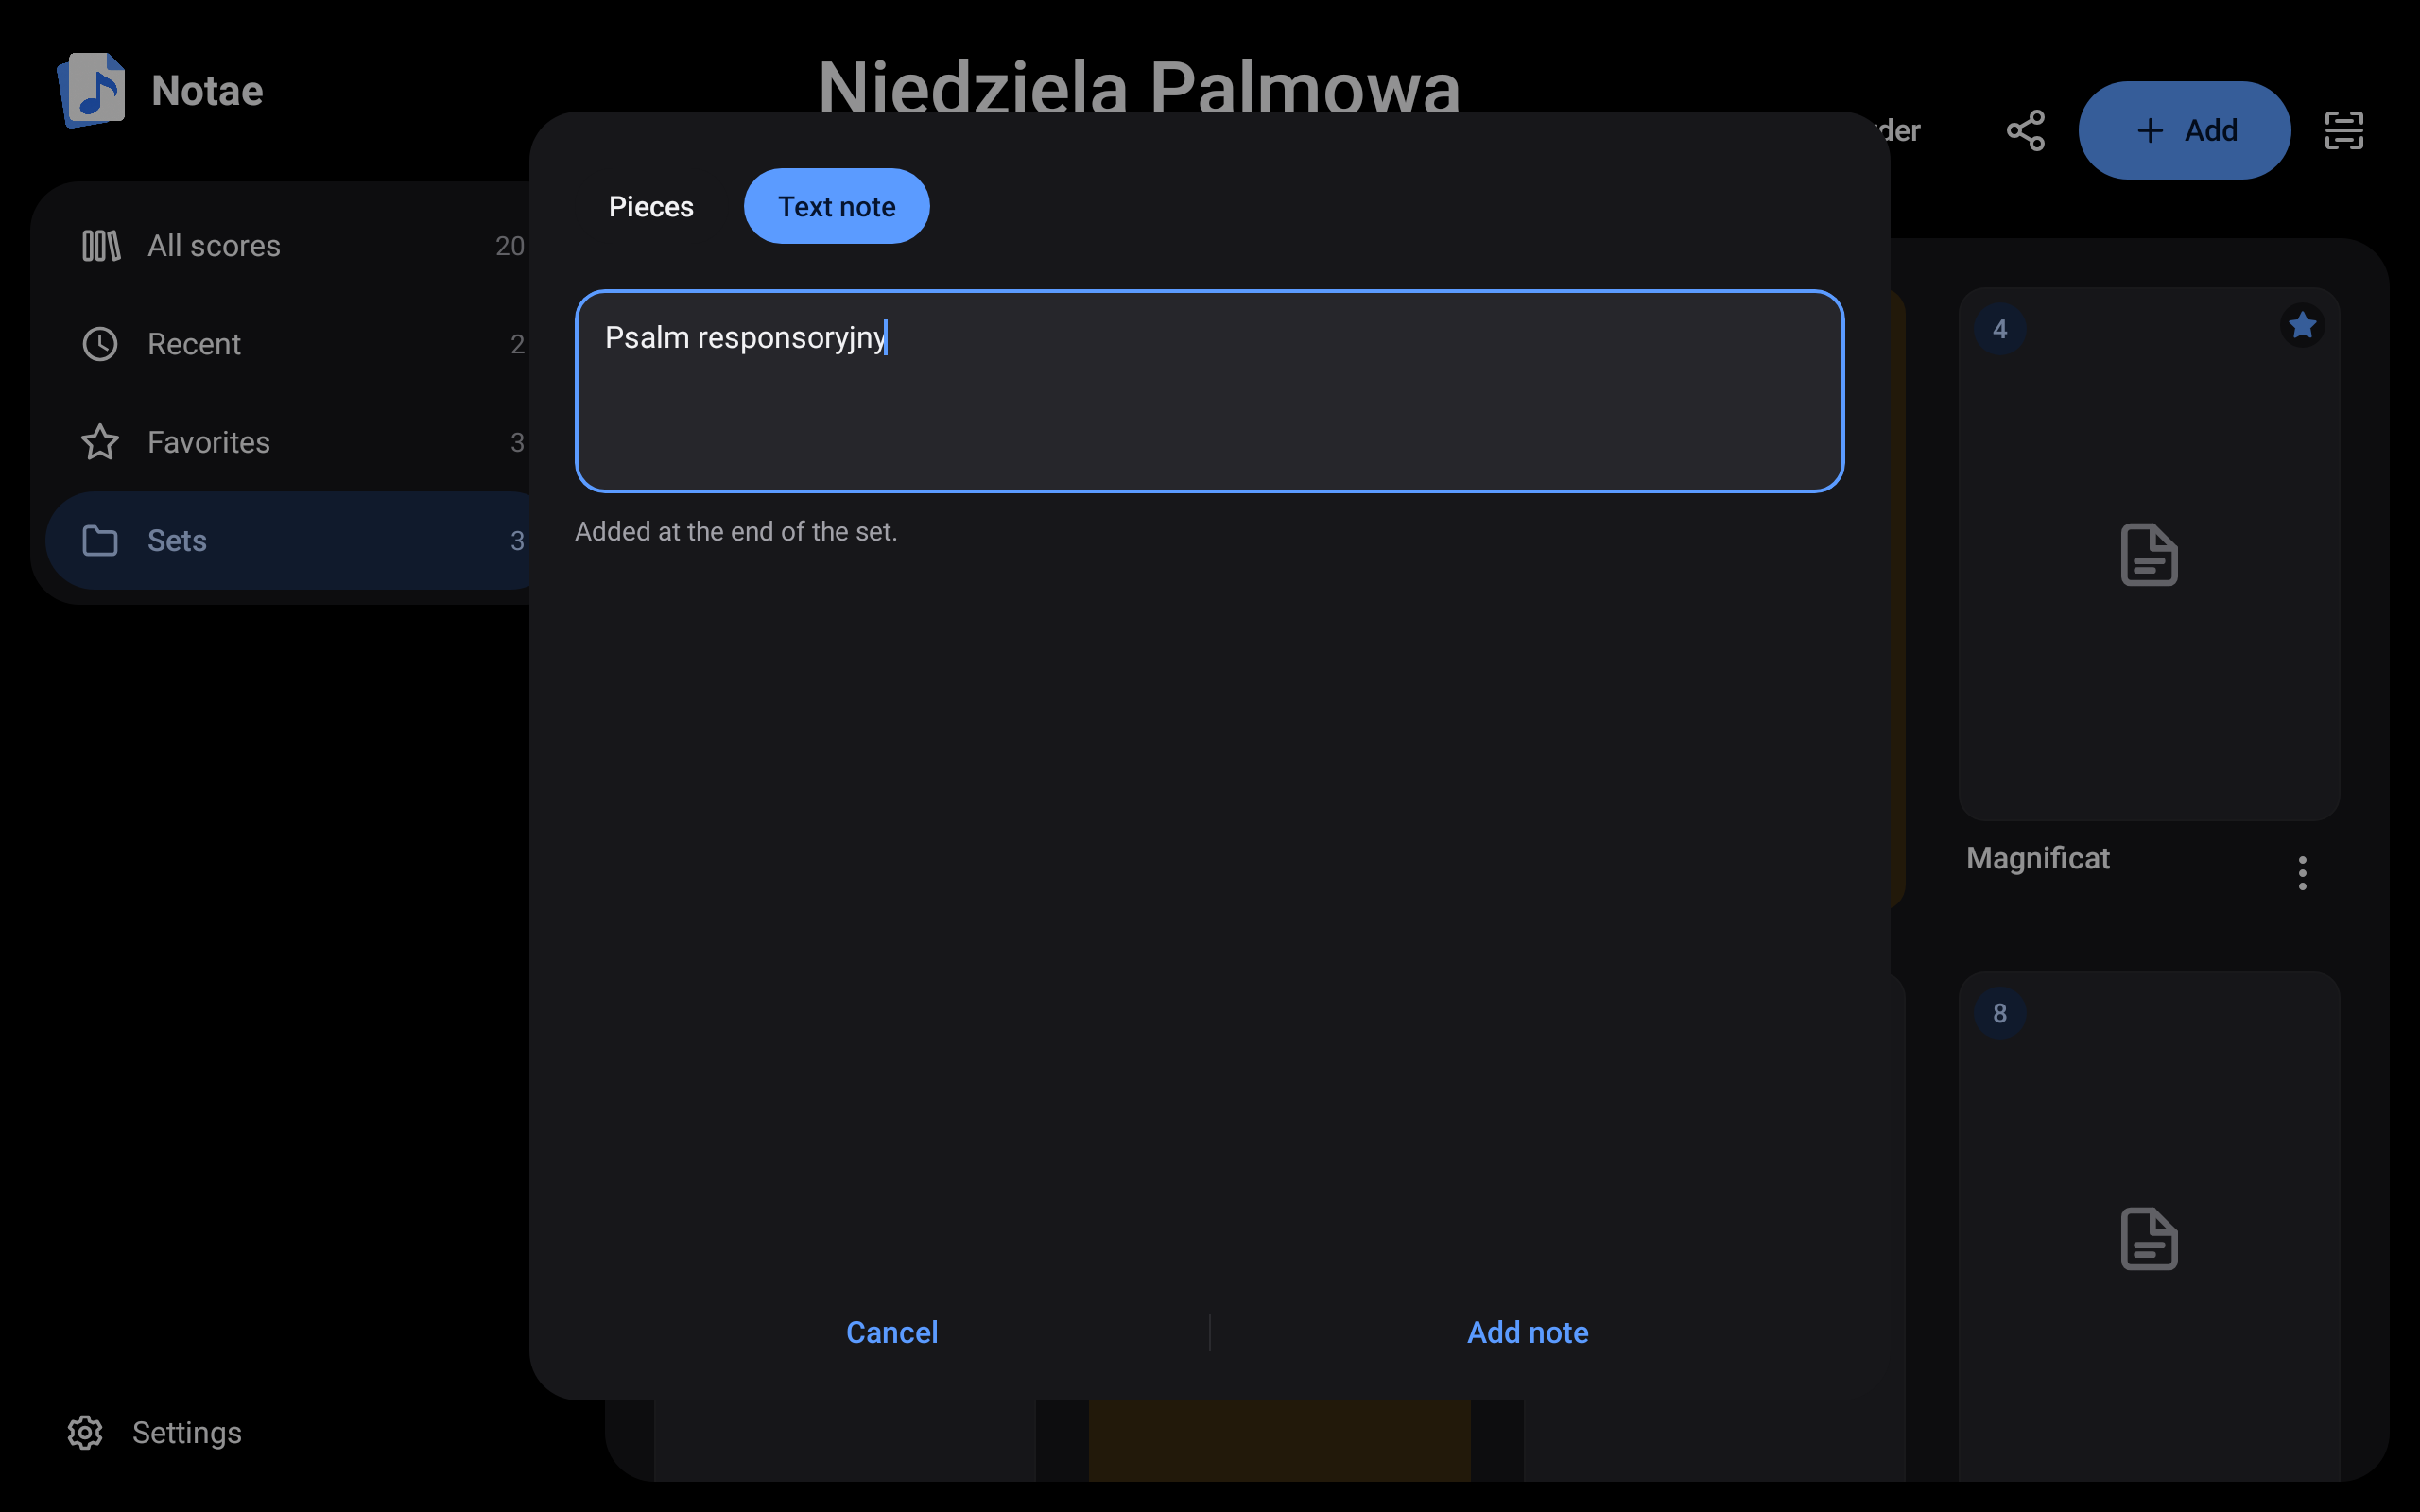 Notae
Niedziela Palmowa
Add
All scores 20
Recent 2
Favorites 3
Sets 3
Settings
Pieces
Text note
Psalm responsoryjny
Added at the end of the set.
Cancel
Add note
4
Magnificat
8